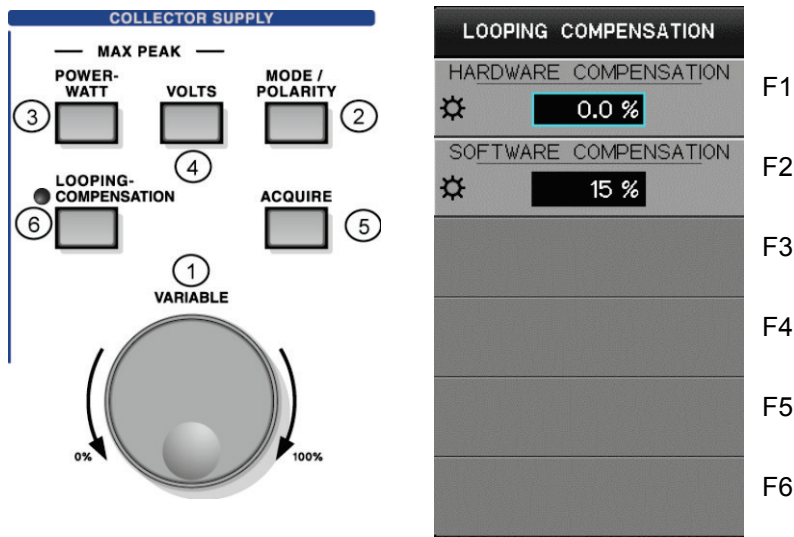 COLLECTOR SUPPLY
MAX PEAK
POWER-
WATT
VOLTS
MODE /
POLARITY
3
4
2
LOOPING-
COMPENSATION
ACQUIRE
6
5
1
VARIABLE
0%
100%
LOOPING COMPENSATION
HARDWARE COMPENSATION
0.0 %
F1
SOFTWARE COMPENSATION
15 %
F2
F3
F4
F5
F6